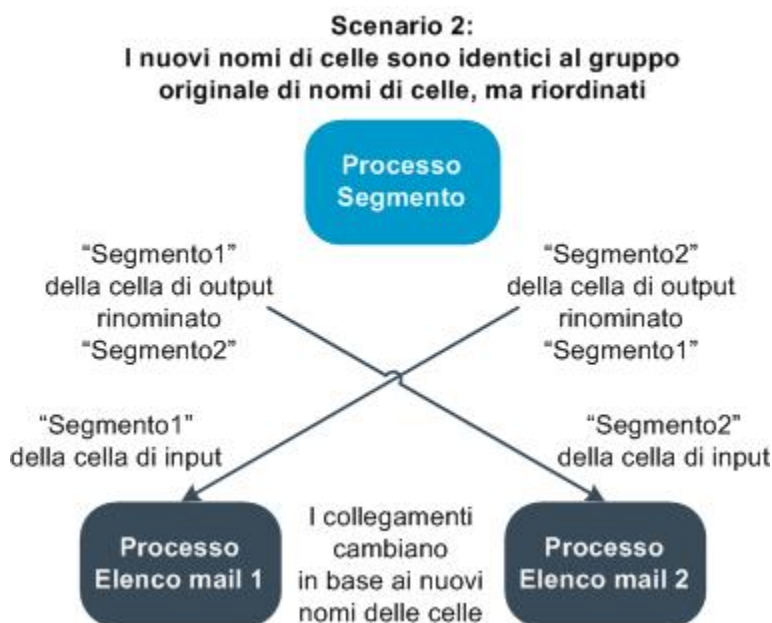 Scenario 2:
I nuovi nomi di celle sono identici al gruppo
originale di nomi di celle, ma riordinati
Processo
Segmento
“Segmento1”
della cella di output
rinominato
“Segmento2”
“Segmento2”
della cella di output
rinominato
“Segmento1”
“Segmento1”
della cella di input
“Segmento2”
della cella di input
Processo
Elenco mail 1
I collegamenti
cambiano
in base ai nuovi
nomi delle celle
Processo
Elenco mail 2